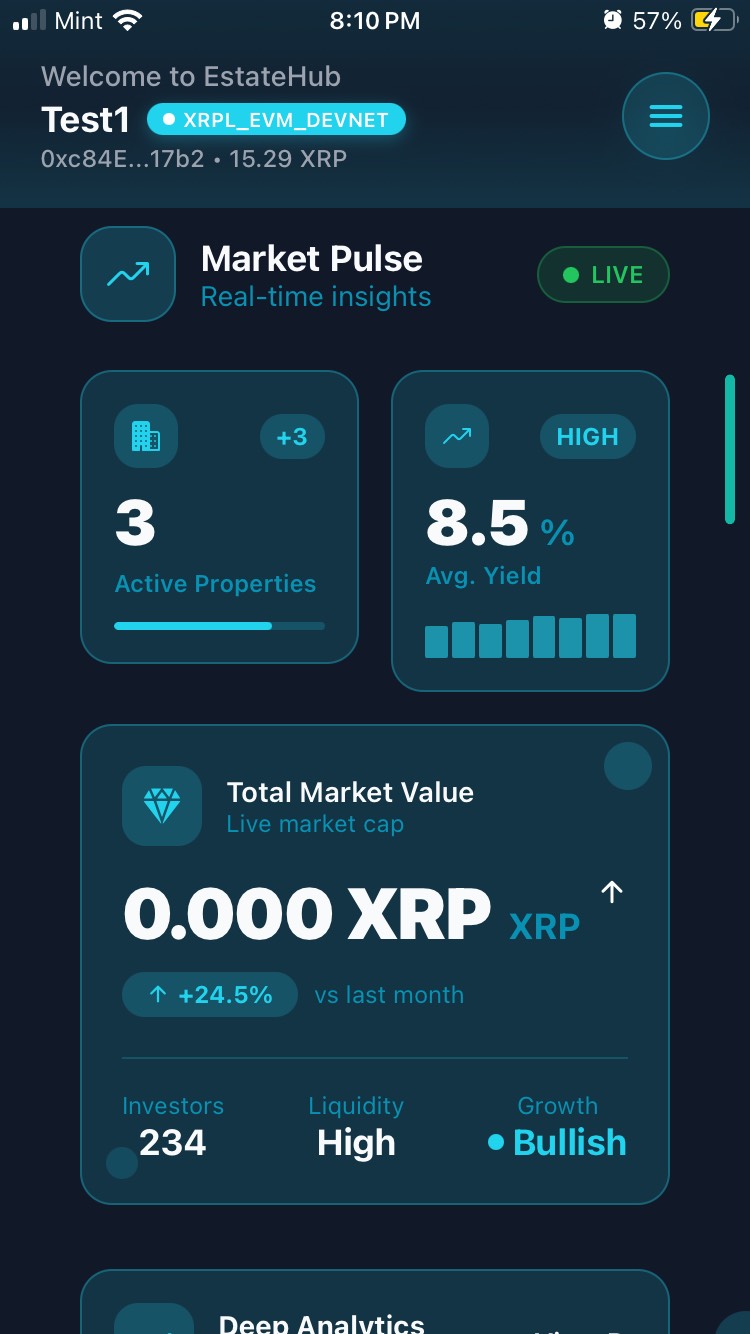 Mint 8:10 PM 57%
Welcome to EstateHub
Test1 XRPL_EVM_DEVNET
0xc84E...17b2 • 15.29 XRP
Market Pulse
Real-time insights
LIVE
+3
3
Active Properties
HIGH
8.5 %
Avg. Yield
Total Market Value
Live market cap
0.000 XRP XRP
+24.5% vs last month
Investors Liquidity Growth
234 High Bullish
Deep Analytics